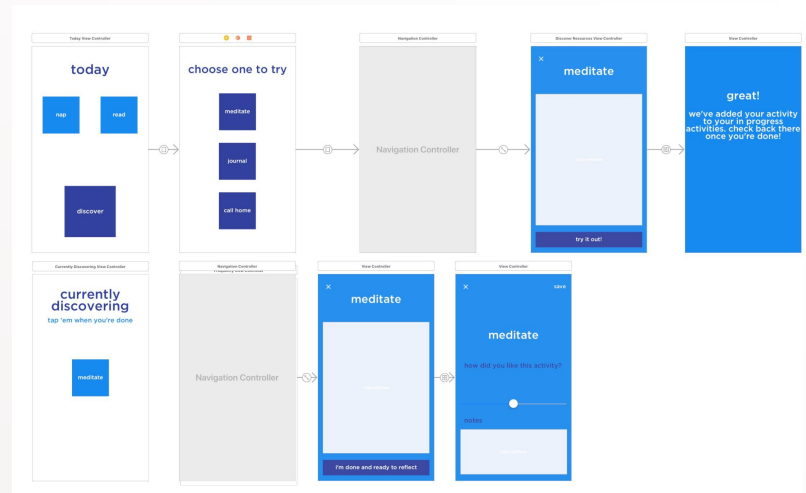 Today View Controller
today
nap
read
discover
choose one to try
meditate
journal
call home
Navigation Controller
Navigation Controller
Discover Resources View Controller
meditate
try it out!
View Controller
great!
we've added your activity
to your in progress
activities. check back there
once you're done!
Currently Discovering View Controller
currently
discovering
tap 'em when you're done
meditate
Navigation Controller
Navigation Controller
View Controller
meditate
I'm done and ready to reflect
View Controller
save
meditate
how did you like this activity?
notes